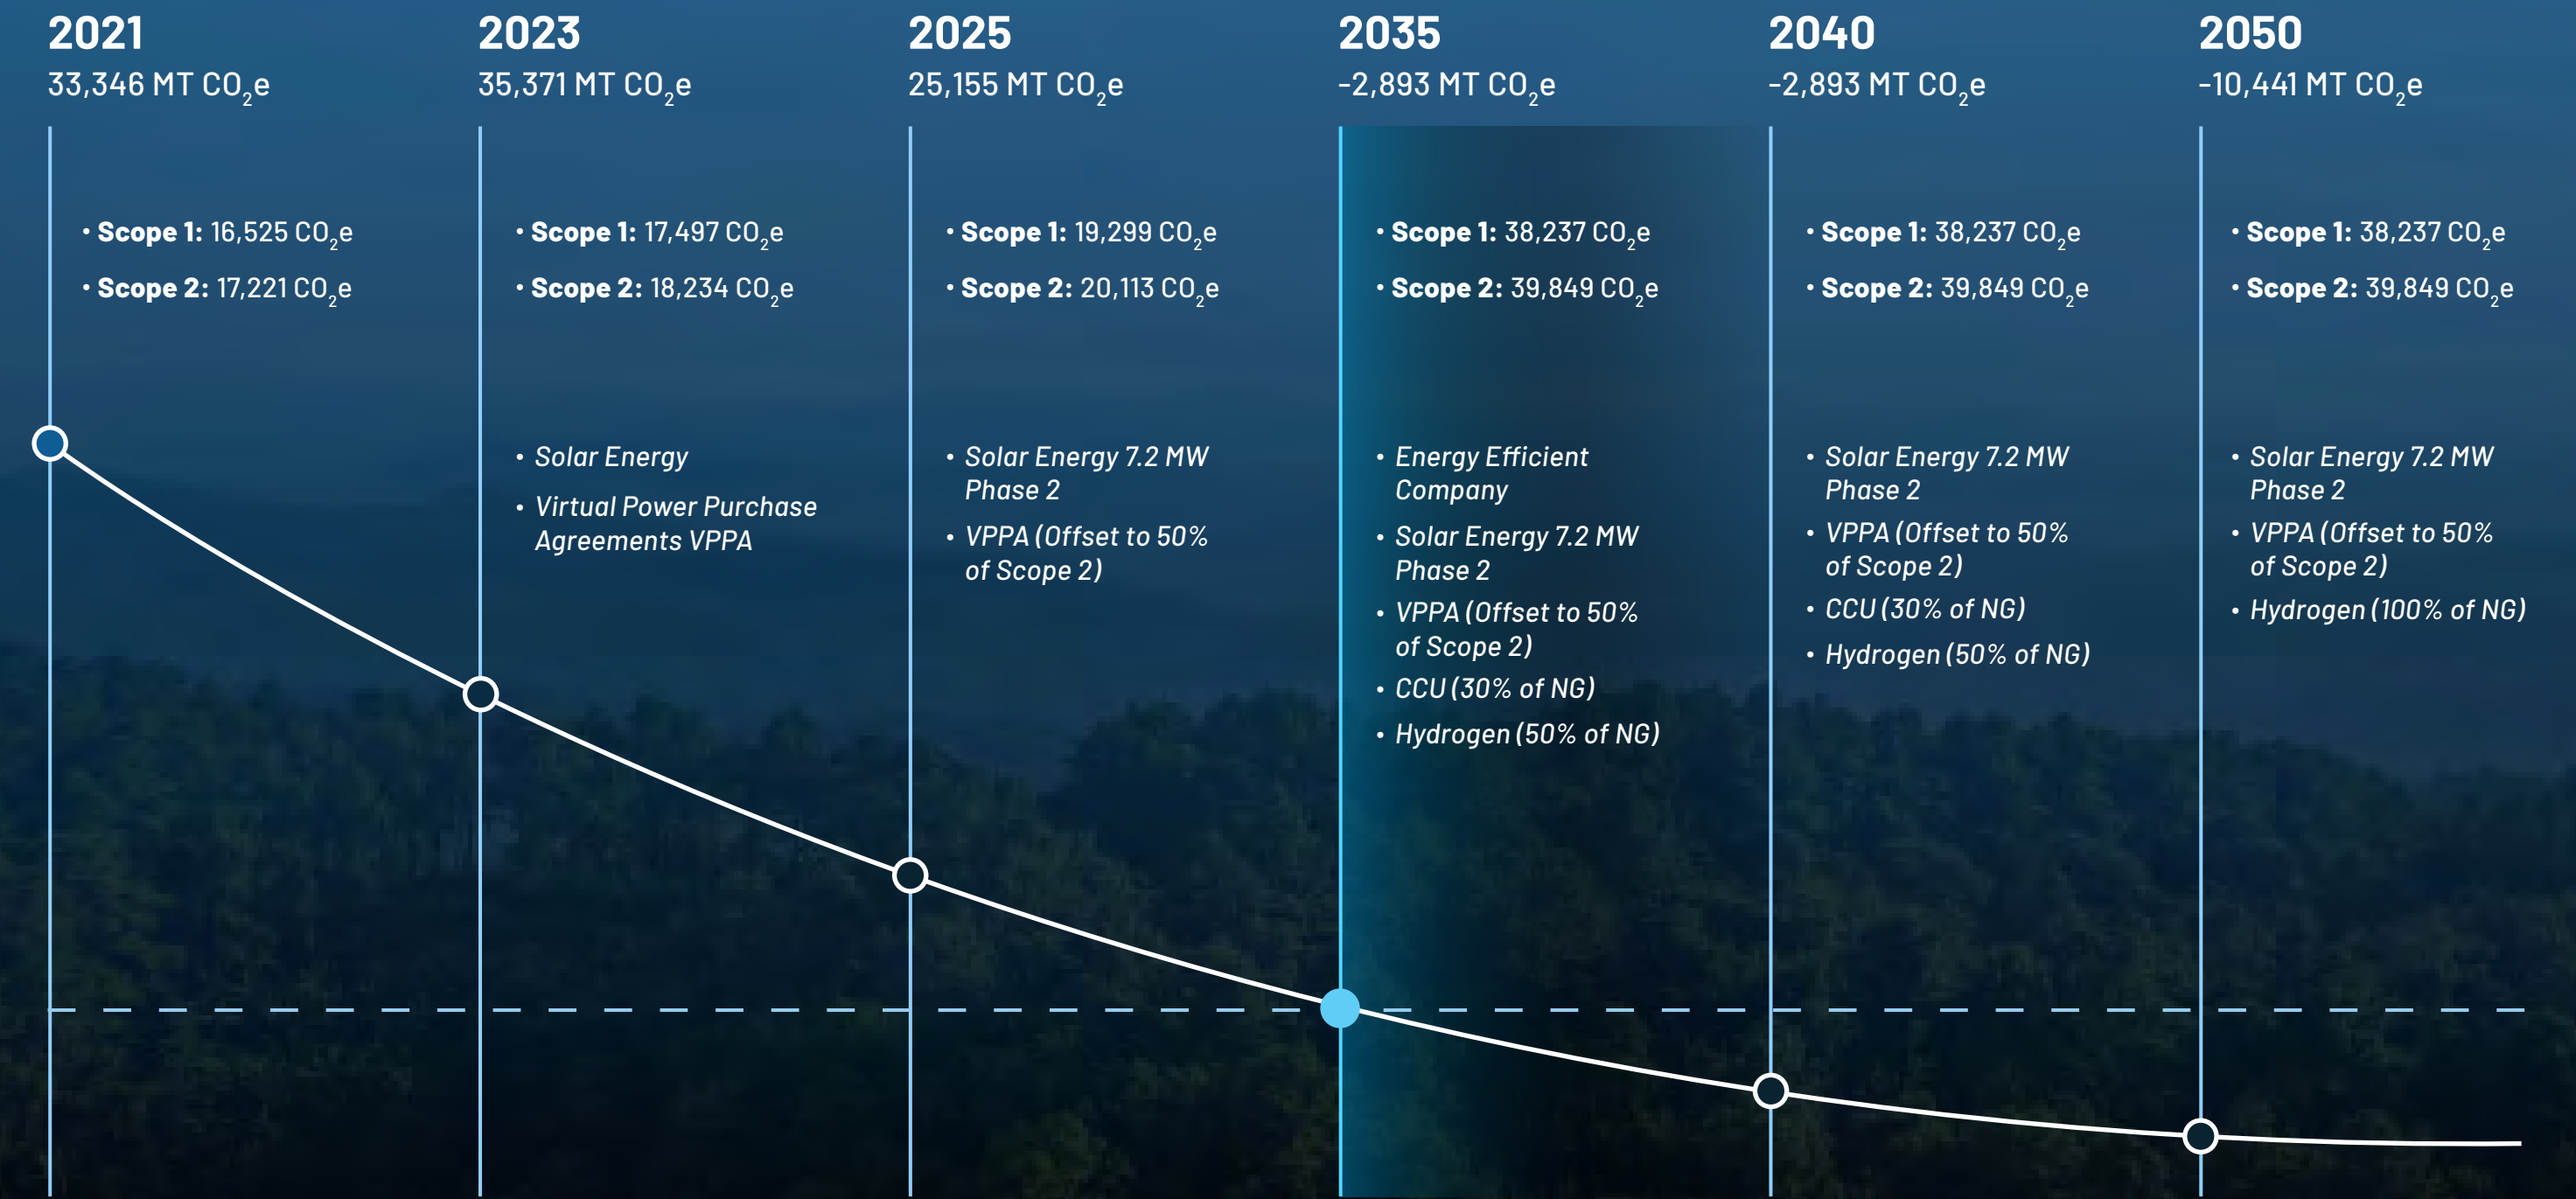 2021
33,346 MT CO₂e
• Scope 1: 16,525 CO₂e
• Scope 2: 17,221 CO₂e
2023
35,371 MT CO₂e
• Scope 1: 17,497 CO₂e
• Scope 2: 18,234 CO₂e
• Solar Energy
• Virtual Power Purchase
Agreements VPPA
2025
25,155 MT CO₂e
• Scope 1: 19,299 CO₂e
• Scope 2: 20,113 CO₂e
• Solar Energy 7.2 MW
Phase 2
• VPPA (Offset to 50%
of Scope 2)
2035
-2,893 MT CO₂e
• Scope 1: 38,237 CO₂e
• Scope 2: 39,849 CO₂e
• Energy Efficient
Company
• Solar Energy 7.2 MW
Phase 2
• VPPA (Offset to 50%
of Scope 2)
• CCU (30% of NG)
• Hydrogen (50% of NG)
2040
-2,893 MT CO₂e
• Scope 1: 38,237 CO₂e
• Scope 2: 39,849 CO₂e
• Solar Energy 7.2 MW
Phase 2
• VPPA (Offset to 50%
of Scope 2)
• CCU (30% of NG)
• Hydrogen (50% of NG)
2050
-10,441 MT CO₂e
• Scope 1: 38,237 CO₂e
• Scope 2: 39,849 CO₂e
• Solar Energy 7.2 MW
Phase 2
• VPPA (Offset to 50%
of Scope 2)
• Hydrogen (100% of NG)